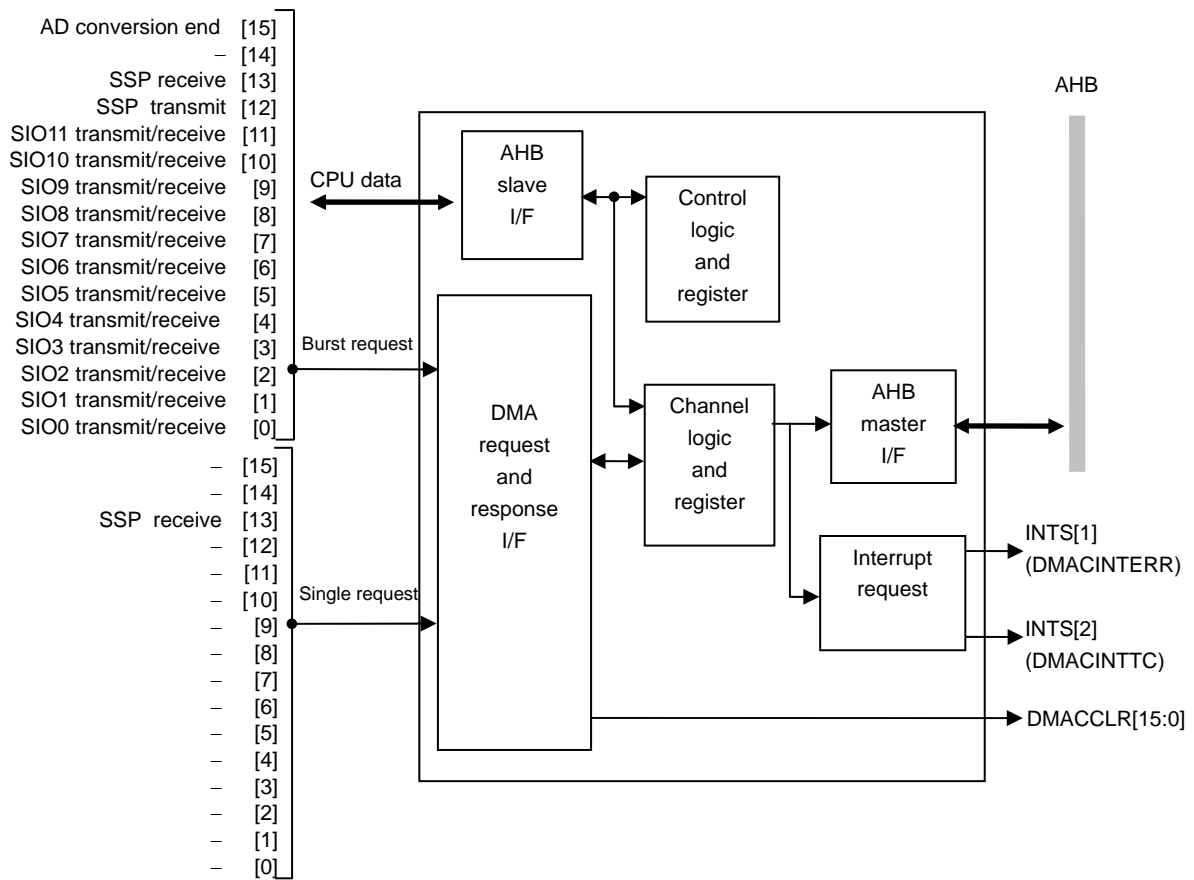 AD conversion end [15]
– [14]
SSP receive [13]
SSP transmit [12]
SIO11 transmit/receive [11]
SIO10 transmit/receive [10]
SIO9 transmit/receive [9]
SIO8 transmit/receive [8]
SIO7 transmit/receive [7]
SIO6 transmit/receive [6]
SIO5 transmit/receive [5]
SIO4 transmit/receive [4]
SIO3 transmit/receive [3]
SIO2 transmit/receive [2]
SIO1 transmit/receive [1]
SIO0 transmit/receive [0]
– [15]
– [14]
SSP receive [13]
– [12]
– [11]
– [10]
– [9]
– [8]
– [7]
– [6]
– [5]
– [4]
– [3]
– [2]
– [1]
– [0]
CPU data
Burst request
Single request
AHB
slave
I/F
Control
logic
and
register
DMA
request
and
response
I/F
Channel
logic
and
register
AHB
master
I/F
Interrupt
request
AHB
INTS[1]
(DMACINTERR)
INTS[2]
(DMACINTTC)
DMACCLR[15:0]